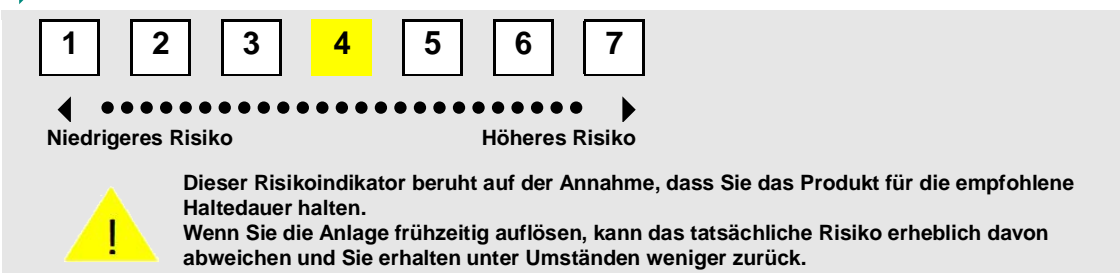 1 2 3 4 5 6 7
Niedrigeres Risiko Höheres Risiko
Dieser Risikoindikator beruht auf der Annahme, dass Sie das Produkt für die empfohlene
Haltedauer halten.
Wenn Sie die Anlage frühzeitig auflösen, kann das tatsächliche Risiko erheblich davon
abweichen und Sie erhalten unter Umständen weniger zurück.
!